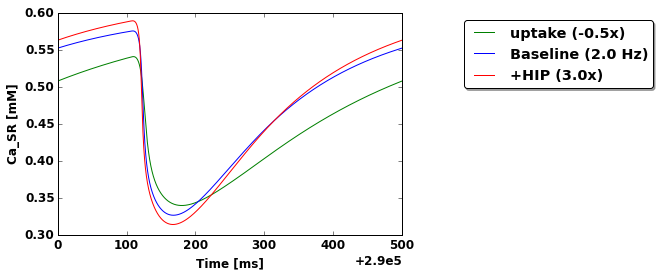 0.60
0.55
0.50
0.45
0.40
0.35
0.30
Ca_SR [mM]
0 100 200 300 400 500
Time [ms]
+2.9e5
uptake (-0.5x)
Baseline (2.0 Hz)
+HIP (3.0x)